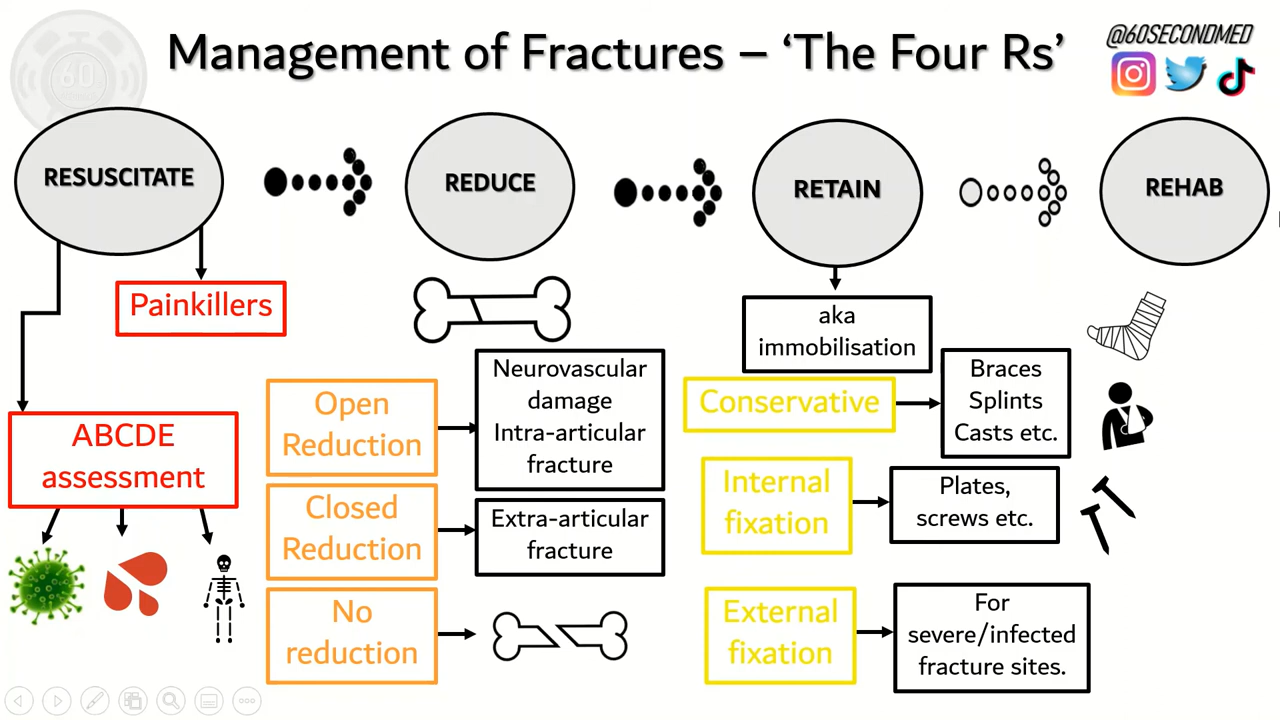 Management of Fractures – ‘The Four Rs’
@60SECONDMED
60
RESUSCITATE
REDUCE
RETAIN
REHAB
Painkillers
ABCDE
assessment
Open
Reduction
Neurovascular
damage
Intra-articular
fracture
Closed
Reduction
Extra-articular
fracture
No
reduction
aka
immobilisation
Conservative
Braces
Splints
Casts etc.
Internal
fixation
Plates,
screws etc.
External
fixation
For
severe/infected
fracture sites.